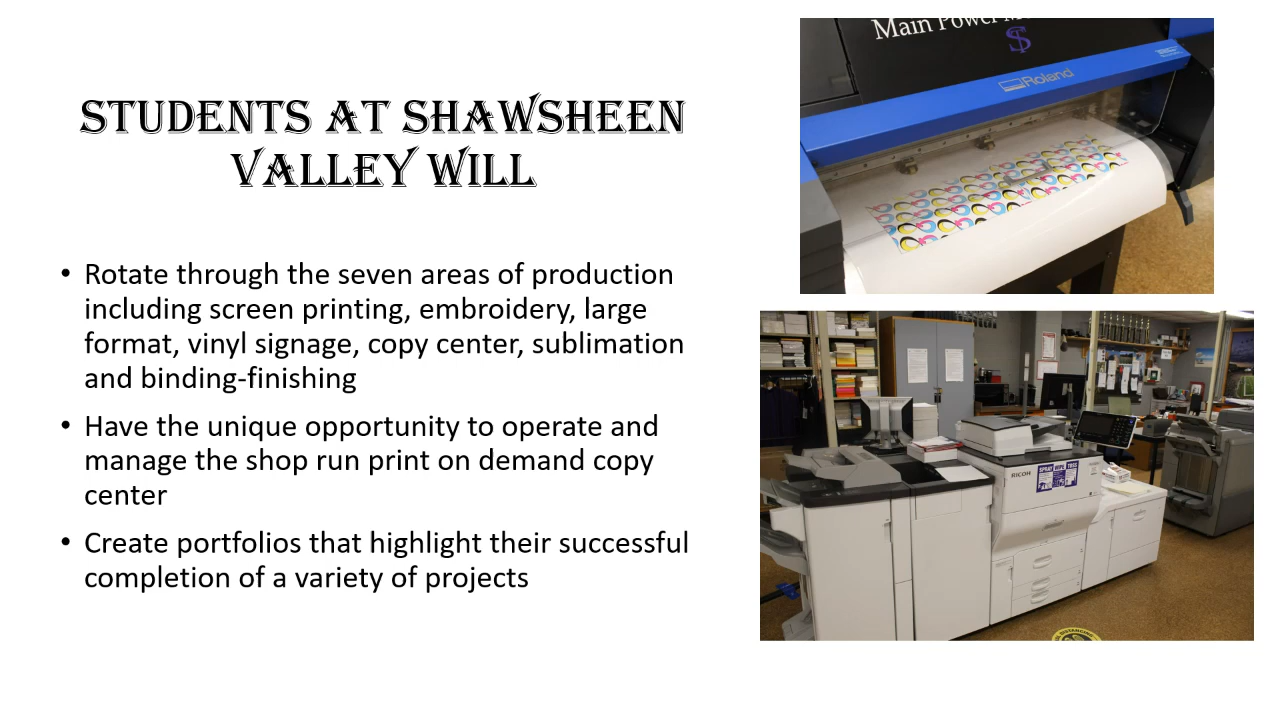 STUDENTS AT SHAWSHEEN
VALLEY WILL
• Rotate through the seven areas of production
including screen printing, embroidery, large
format, vinyl signage, copy center, sublimation
and binding-finishing
• Have the unique opportunity to operate and
manage the shop run print on demand copy
center
• Create portfolios that highlight their successful
completion of a variety of projects
Main Power
Roland
RICOH
SPRAY WIPE TOSS